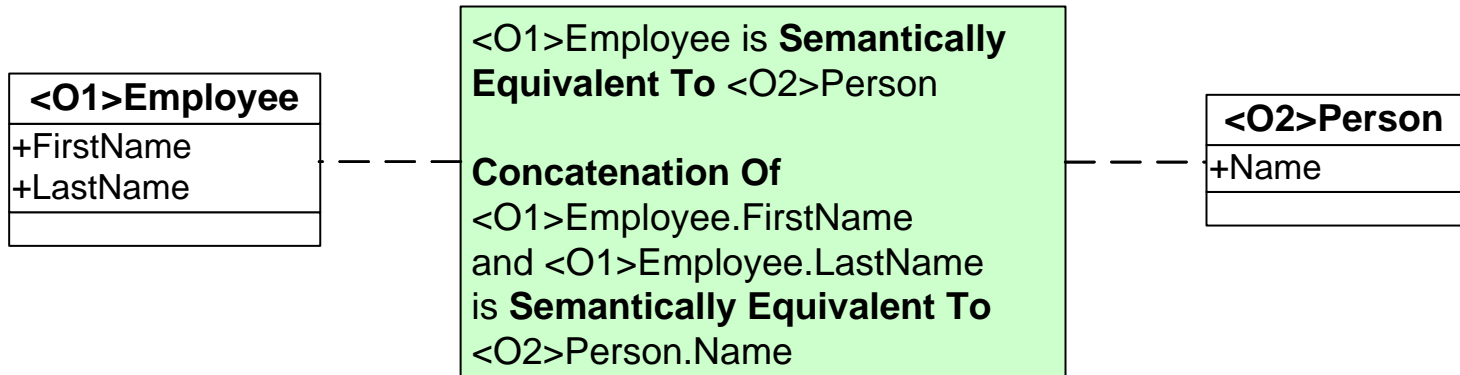 <O1>Employee
+FirstName
+LastName
<O1>Employee is Semantically
Equivalent To <O2>Person
Concatenation Of
<O1>Employee.FirstName
and <O1>Employee.LastName
is Semantically Equivalent To
<O2>Person.Name
<O2>Person
+Name